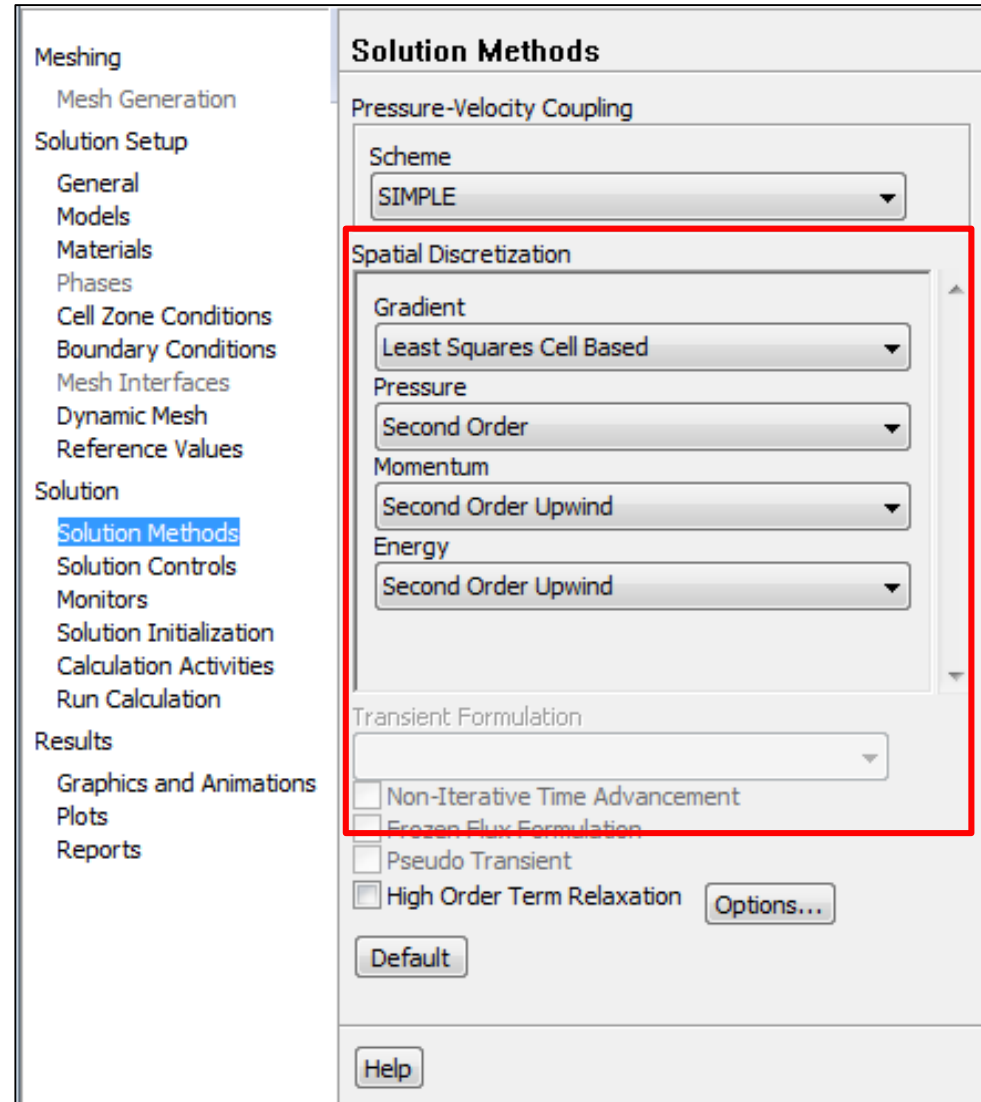 Meshing
Mesh Generation
Solution Setup
General
Models
Materials
Phases
Cell Zone Conditions
Boundary Conditions
Mesh Interfaces
Dynamic Mesh
Reference Values
Solution
Solution Methods
Solution Controls
Monitors
Solution Initialization
Calculation Activities
Run Calculation
Results
Graphics and Animations
Plots
Reports
Solution Methods
Pressure-Velocity Coupling
Scheme
SIMPLE
Spatial Discretization
Gradient
Least Squares Cell Based
Pressure
Second Order
Momentum
Second Order Upwind
Energy
Second Order Upwind
Transient Formulation
Non-Iterative Time Advancement
Frozen Flux Formulation
Pseudo Transient
High Order Term Relaxation
Options...
Default
Help